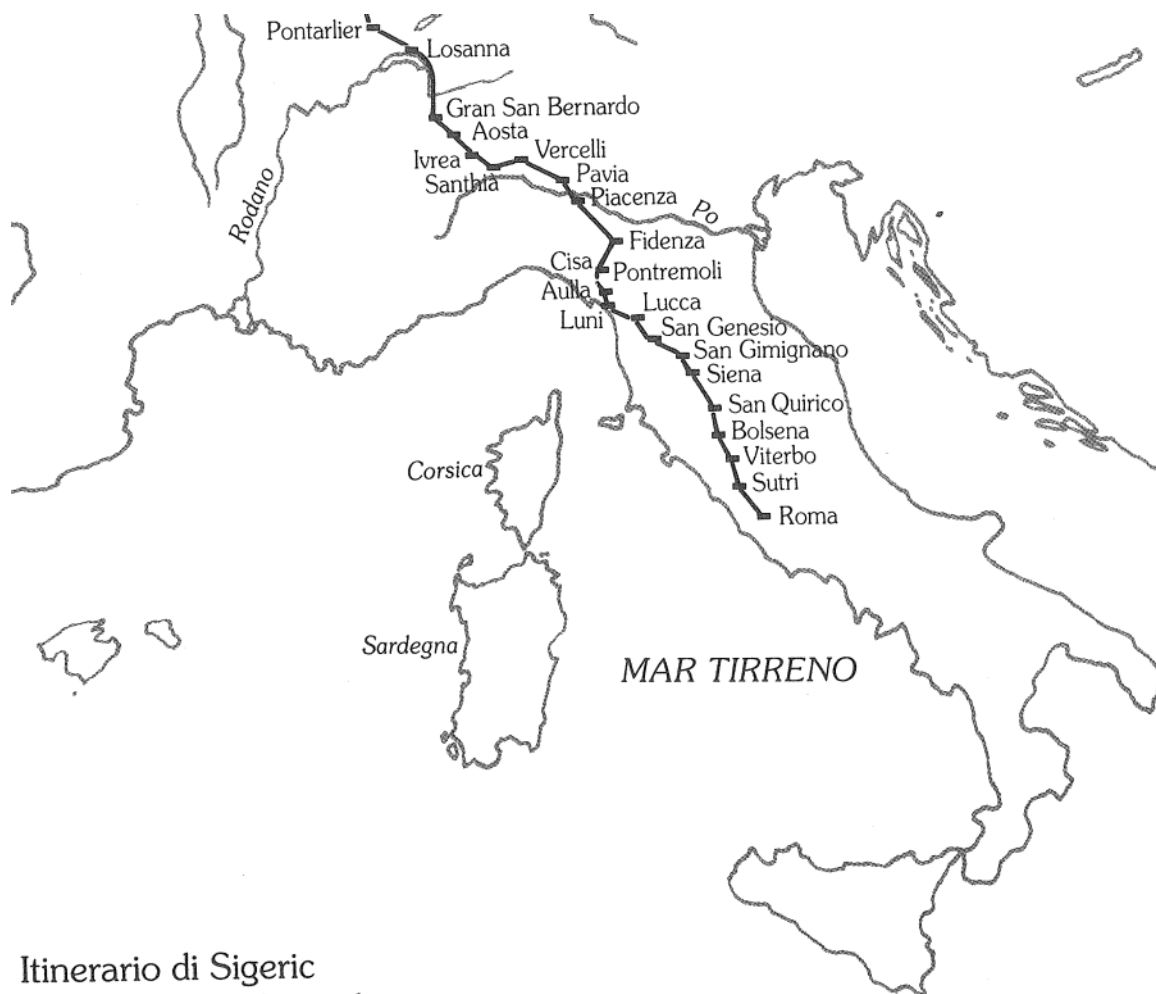 Pontarlier
Losanna
Gran San Bernardo
Aosta
Ivrea
Vercelli
Santhià
Pavia
Piacenza
Rodano
Po
Fidenza
Cisa
Pontremoli
Aulla
Lucca
Luni
San Genesio
San Gimignano
Siena
San Quirico
Bolsena
Corsica
Viterbo
Sutri
Roma
Sardegna
MAR TIRRENO
Itinerario di Sigeric